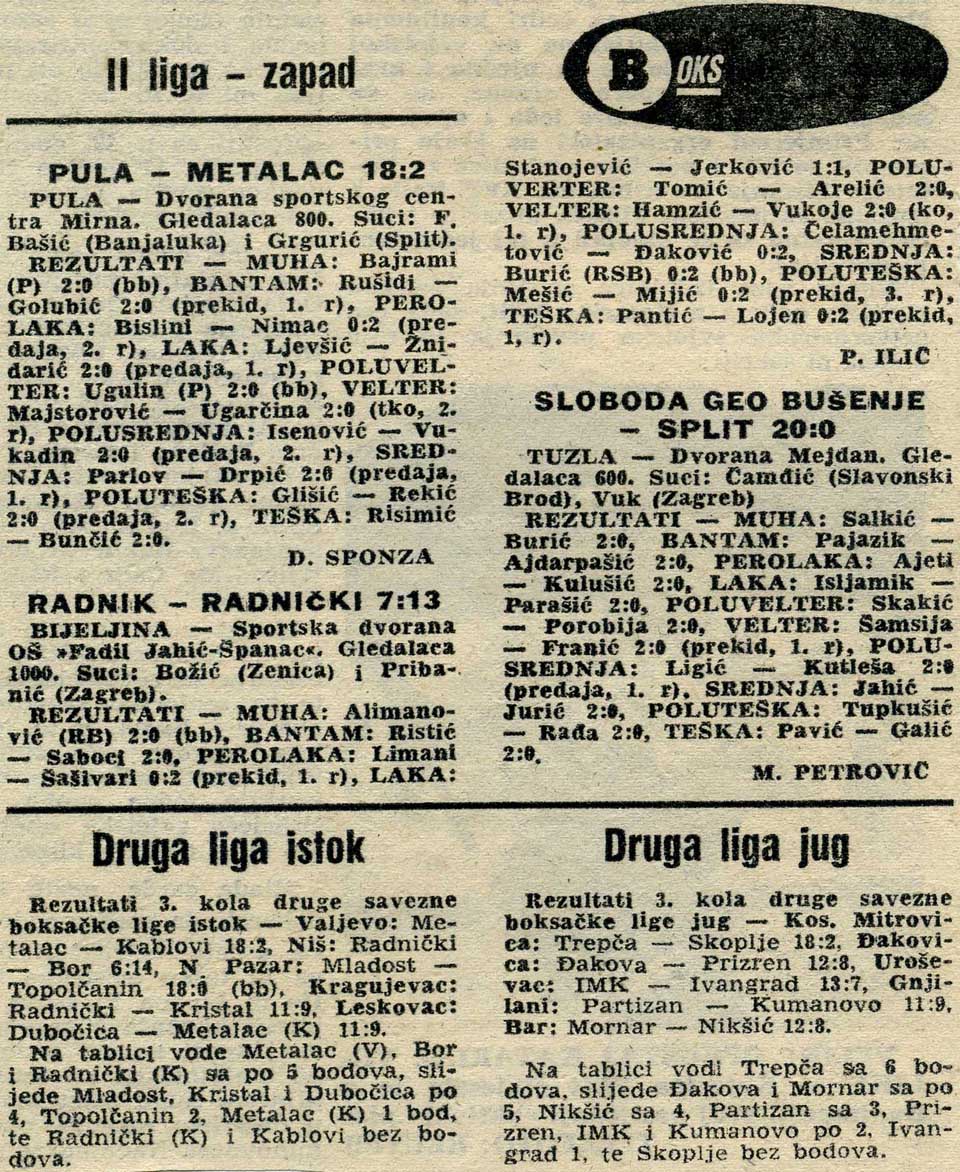 II liga – zapad
BOKS
PULA – METALAC 18:2
PULA — Dvorana sportskog cen-
tra Mirna. Gledalaca 800. Suci: F.
Bašić (Banjaluka) i Grgurić (Split).
REZULTATI — MUHA: Bajrami
(P) 2:0 (bb), BANTAM: Rušidi —
Golubić 2:0 (prekid, 1. r), PERO-
LAKA: Bislini — Nimac 0:2 (pre-
daja, 2. r), LAKA: Ljevšić — Žni-
darić 2:0 (predaja, 1. r), POLUVEL-
TER: Ugulin (P) 2:0 (bb), VELTER:
Majstorović — Ugarčina 2:0 (tko, 2.
r), POLUSREDNJA: Isenović — Vu-
kadin 2:0 (predaja, 2. r), SRED-
NJA: Parlov — Drpić 2:0 (predaja,
1. r), POLUTEŠKA: Glišić — Rekić
2:0 (predaja, 2. r), TEŠKA: Risimić
— Bunčić 2:0.
D. SPONZA
RADNIK – RADNIČKI 7:13
BIJELJINA — Sportska dvorana
OŠ »Fadil Jahić-Španac«. Gledalaca
1000. Suci: Božić (Zenica) i Priba-
nić (Zagreb).
REZULTATI — MUHA: Alimano-
vić (RB) 2:0 (bb), BANTAM: Ristić
— Saboci 2:0, PEROLAKA: Limani
— Šašivari 0:2 (prekid, 1. r), LAKA:
Stanojević — Jerković 1:1, POLU-
VERTER: Tomić — Arelić 2:0,
VELTER: Hamzić — Vukoje 2:0 (ko,
1. r), POLUSREDNJA: Čelamehme-
tović — Đaković 0:2, SREDNJA:
Burić (RSB) 0:2 (bb), POLUTEŠKA:
Mešić — Mijić 0:2 (prekid, 3. r),
TEŠKA: Pantić — Lojen 0:2 (prekid,
1, r).
P. ILIĆ
SLOBODA GEO BUŠENJE
– SPLIT 20:0
TUZLA — Dvorana Mejdan. Gle-
dalaca 600. Suci: Čamdić (Slavonski
Brod), Vuk (Zagreb)
REZULTATI — MUHA: Salkić —
Burić 2:0, BANTAM: Pajazik —
Ajdarpašić 2:0, PEROLAKA: Ajeti
— Kulušić 2:0, LAKA: Isljamik —
Parašić 2:0, POLUVELTER: Skakić
— Porobija 2:0, VELTER: Šamsija
— Franić 2:0 (prekid, 1. r), POLU-
SREDNJA: Ligić — Kutleša 2:0
(predaja, 1. r), SREDNJA: Jahić —
Jurić 2:0, POLUTEŠKA: Tupkušić
— Rađa 2:0, TEŠKA: Pavić — Galić
2:0.
M. PETROVIĆ
Druga liga istok
Rezultati 3. kola druge savezne
boksačke lige istok — Valjevo: Me-
talac — Kablovi 18:2, Niš: Radnički
— Bor 6:14, N. Pazar: Mladost —
Topolčanin 18:0 (bb), Kragujevac:
Radnički — Kristal 11:9, Leskovac:
Dubočica — Metalac (K) 11:9.
Na tablici vode Metalac (V), Bor
i Radnički (K) sa po 5 bodova, sli-
jede Mladost, Kristal i Dubočica po
4, Topolčanin 2, Metalac (K) 1 bod,
te Radnički (K) i Kablovi bez bo-
dova.
Druga liga jug
Rezultati 3. kola druge savezne
boksačke lige jug — Kos. Mitrovi-
ca: Trepča — Skoplje 18:2, Đakovi-
ca: Đakova — Prizren 12:8, Uroše-
vac: IMK — Ivangrad 13:7, Gnji-
lani: Partizan — Kumanovo 11:9,
Bar: Mornar — Nikšić 12:8.
Na tablici vodi Trepča sa 6 bo-
dova, slijede Đakova i Mornar sa po
5, Nikšić sa 4, Partizan sa 3, Pri-
zren, IMK i Kumanovo po 2, Ivan-
grad 1, te Skoplje bez bodova.